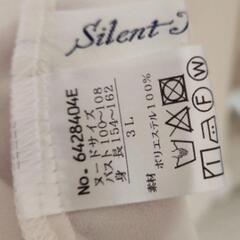 Silent
No. 6428404E
ヌードサイズ
バスト 100~108
身長 154~162
3L
素材 ポリエステル100%